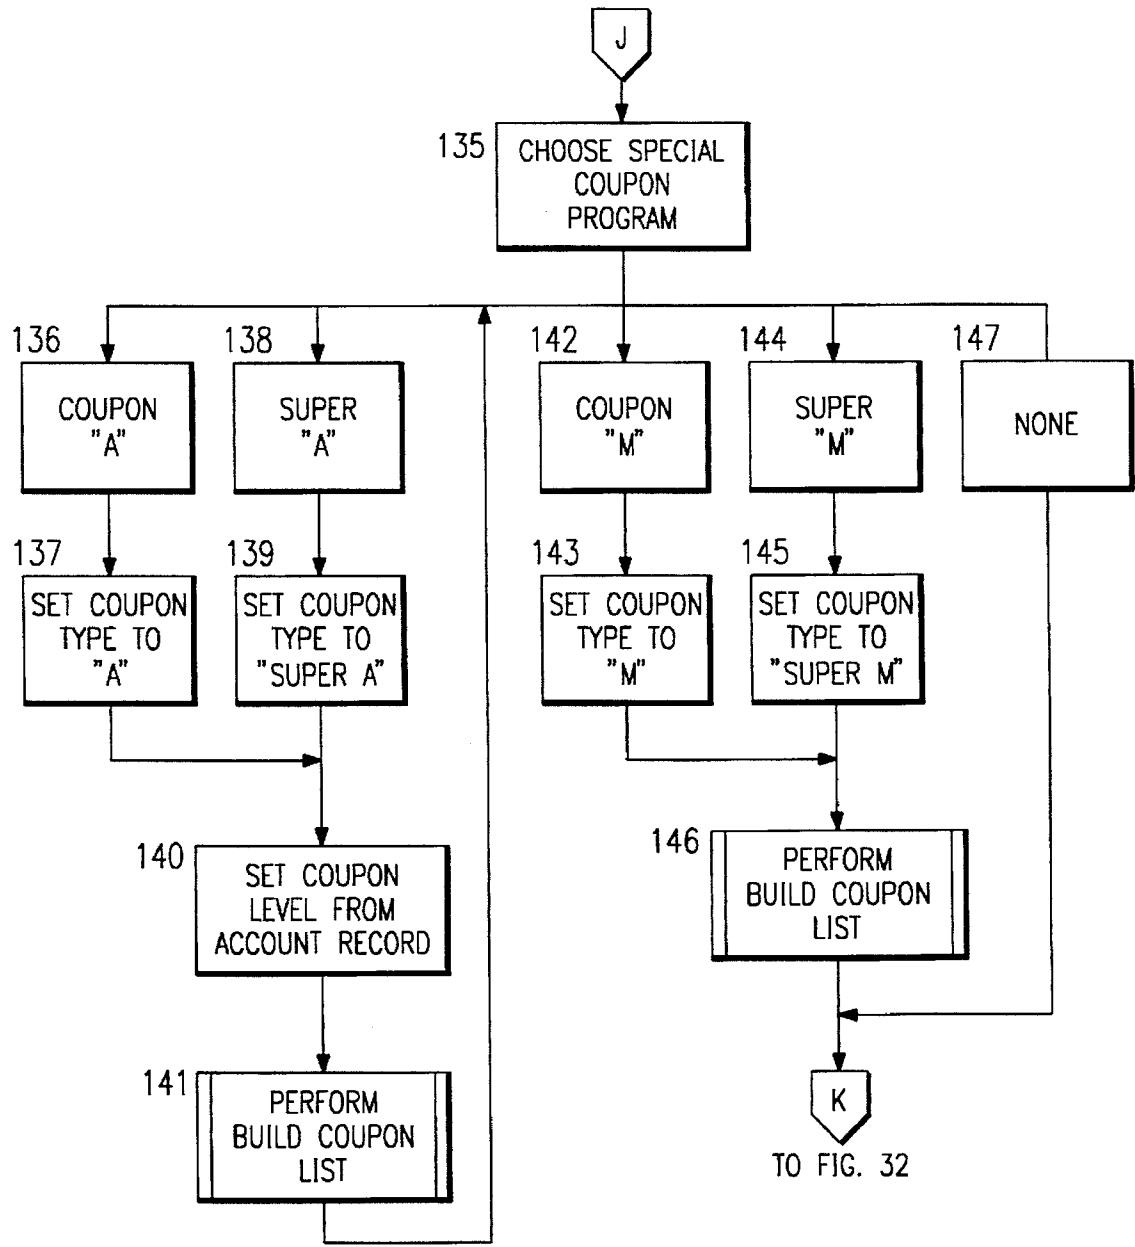 J
135
CHOOSE SPECIAL
COUPON
PROGRAM
136
COUPON
"A"
138
SUPER
"A"
142
COUPON
"M"
144
SUPER
"M"
147
NONE
137
SET COUPON
TYPE TO
"A"
139
SET COUPON
TYPE TO
"SUPER A"
143
SET COUPON
TYPE TO
"M"
145
SET COUPON
TYPE TO
"SUPER M"
140
SET COUPON
LEVEL FROM
ACCOUNT RECORD
146
PERFORM
BUILD COUPON
LIST
141
PERFORM
BUILD COUPON
LIST
K
TO FIG. 32